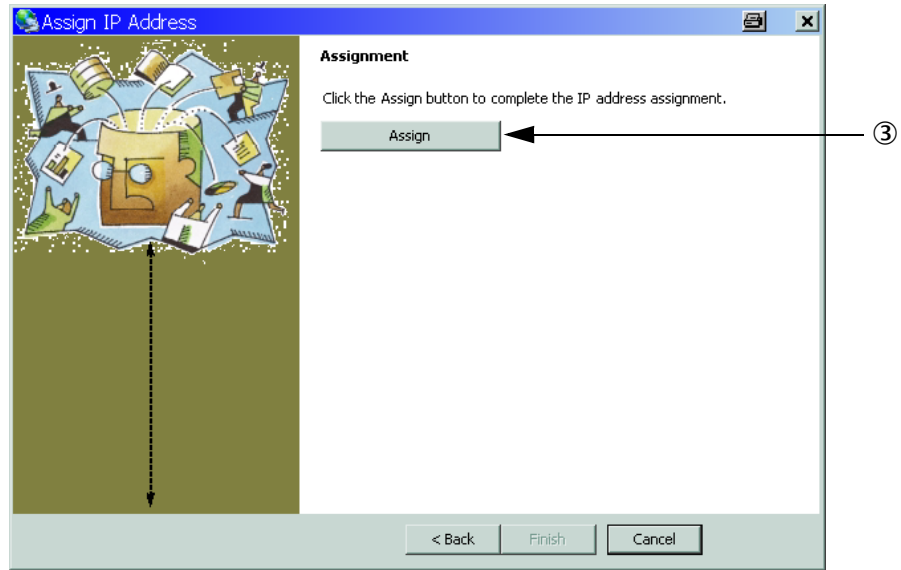 Assign IP Address
Assignment
Click the Assign button to complete the IP address assignment.
Assign
③
< Back
Finish
Cancel